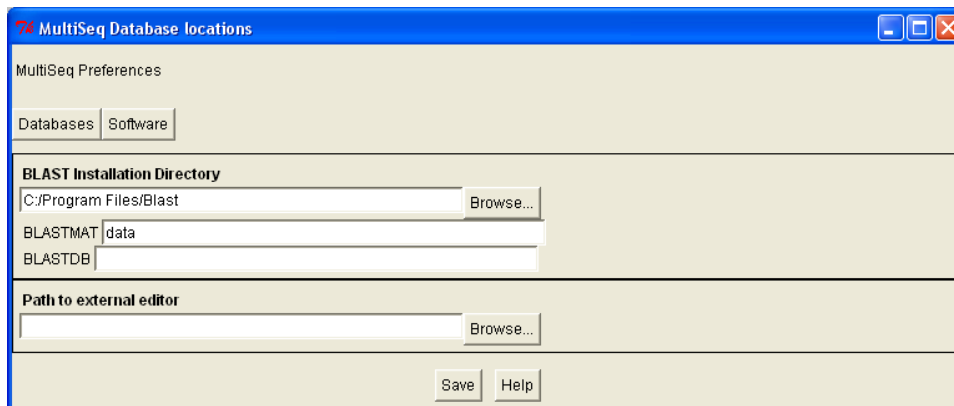 MultiSeq Database locations
MultiSeq Preferences
Databases Software
BLAST Installation Directory
C:/Program Files/Blast Browse...
BLASTMAT data
BLASTDB
Path to external editor
Browse...
Save Help